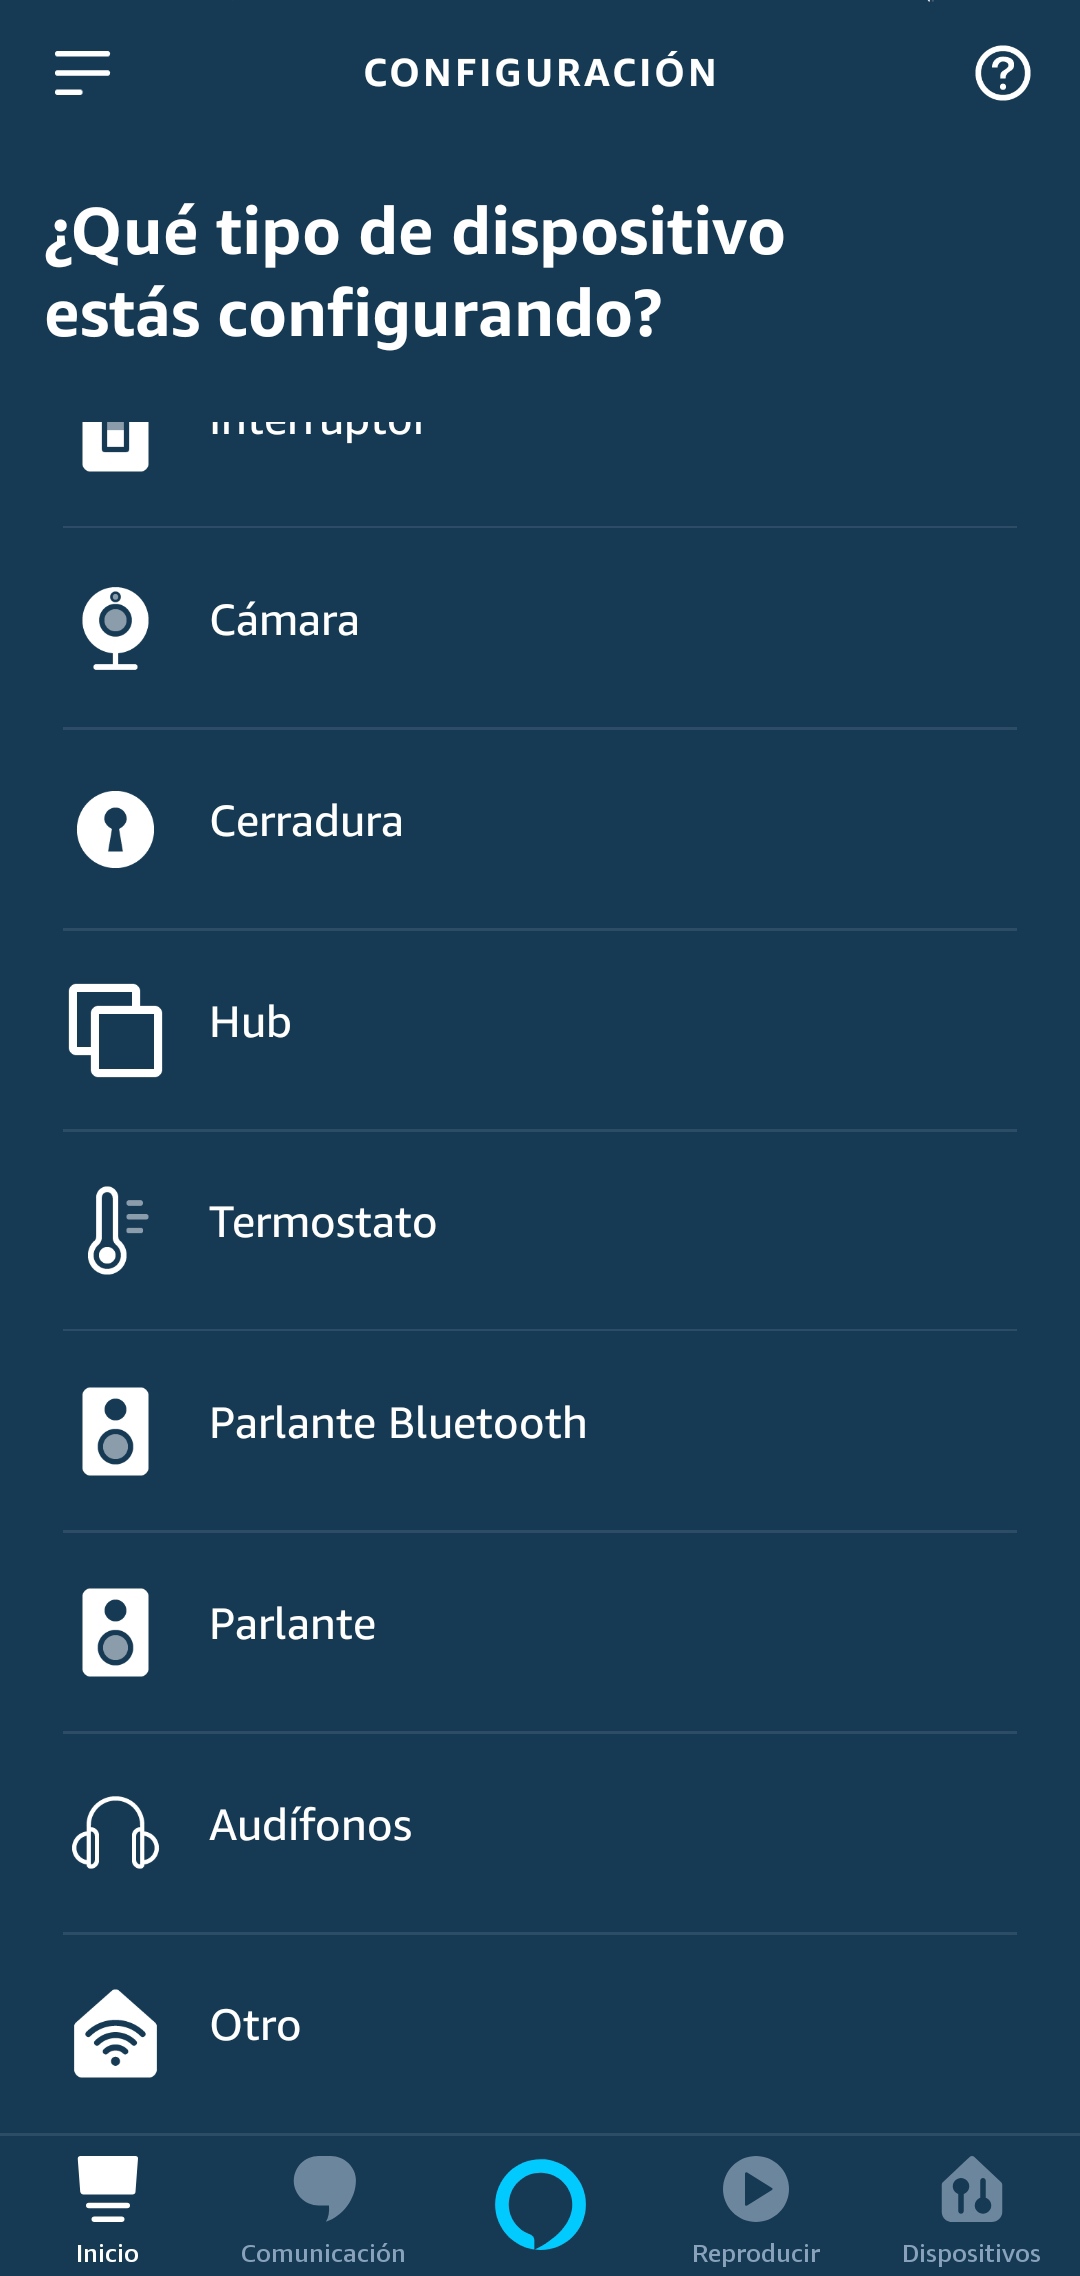 CONFIGURACIÓN
¿Qué tipo de dispositivo
estás configurando?
Interruptor
Cámara
Cerradura
Hub
Termostato
Parlante Bluetooth
Parlante
Audífonos
Otro
Inicio
Comunicación
Reproducir
Dispositivos